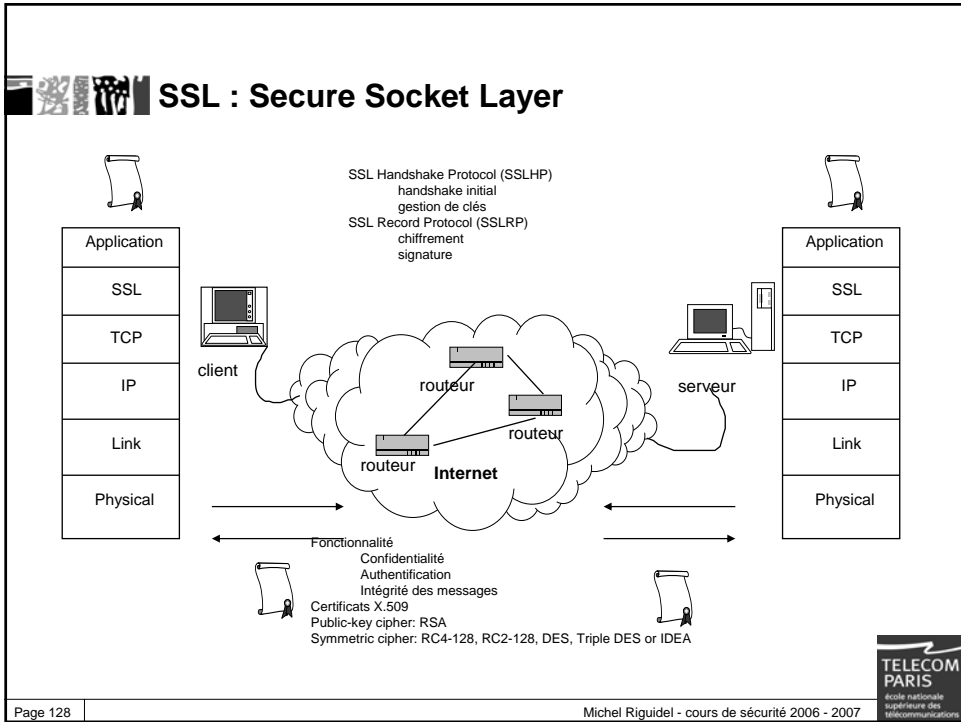 SSL : Secure Socket Layer
SSL Handshake Protocol (SSLHP)
handshake initial
gestion de clés
SSL Record Protocol (SSLRP)
chiffrement
signature
Application
SSL
TCP
IP
Link
Physical
client
routeur
routeur
routeur
Internet
serveur
Application
SSL
TCP
IP
Link
Physical
Fonctionnalité
Confidentialité
Authentification
Intégrité des messages
Certificats X.509
Public-key cipher: RSA
Symmetric cipher: RC4-128, RC2-128, DES, Triple DES or IDEA
TELECOM
PARIS
école nationale
supérieure des
télécommunications
Page 128
Michel Riguidel - cours de sécurité 2006 - 2007